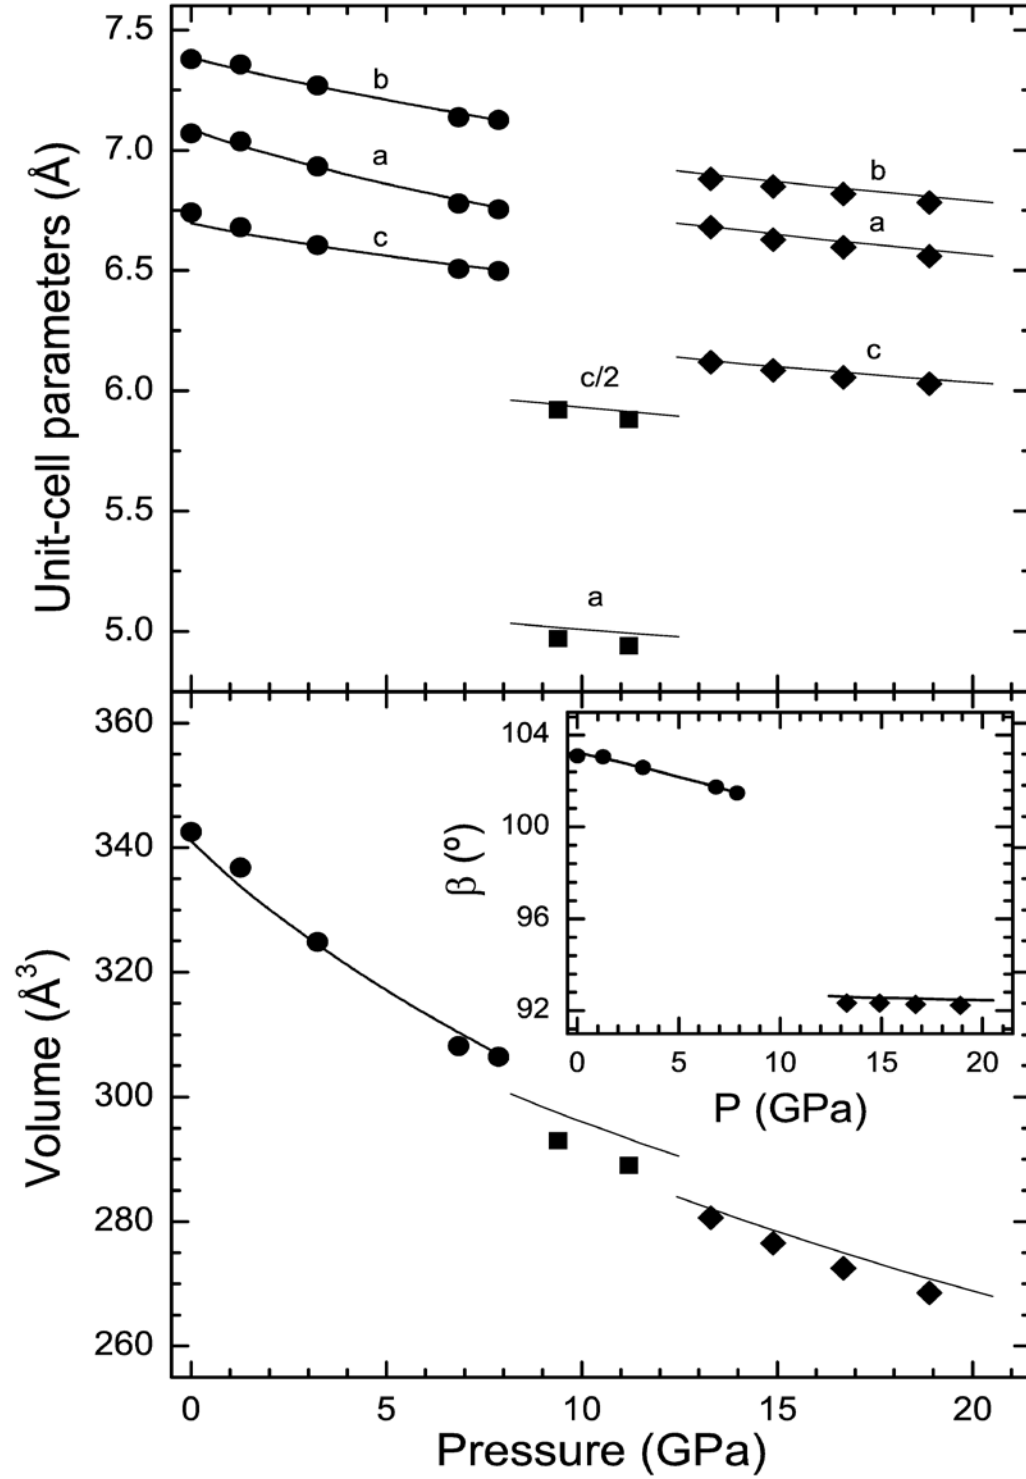 Unit-cell parameters (Å)
7.5
7.0
6.5
6.0
5.5
5.0
b
a
c
c/2
a
b
a
c
Volume (Å³)
360
340
320
300
280
260
β (º)
104
100
96
92
0 5 10 15 20
P (GPa)
0 5 10 15 20
Pressure (GPa)